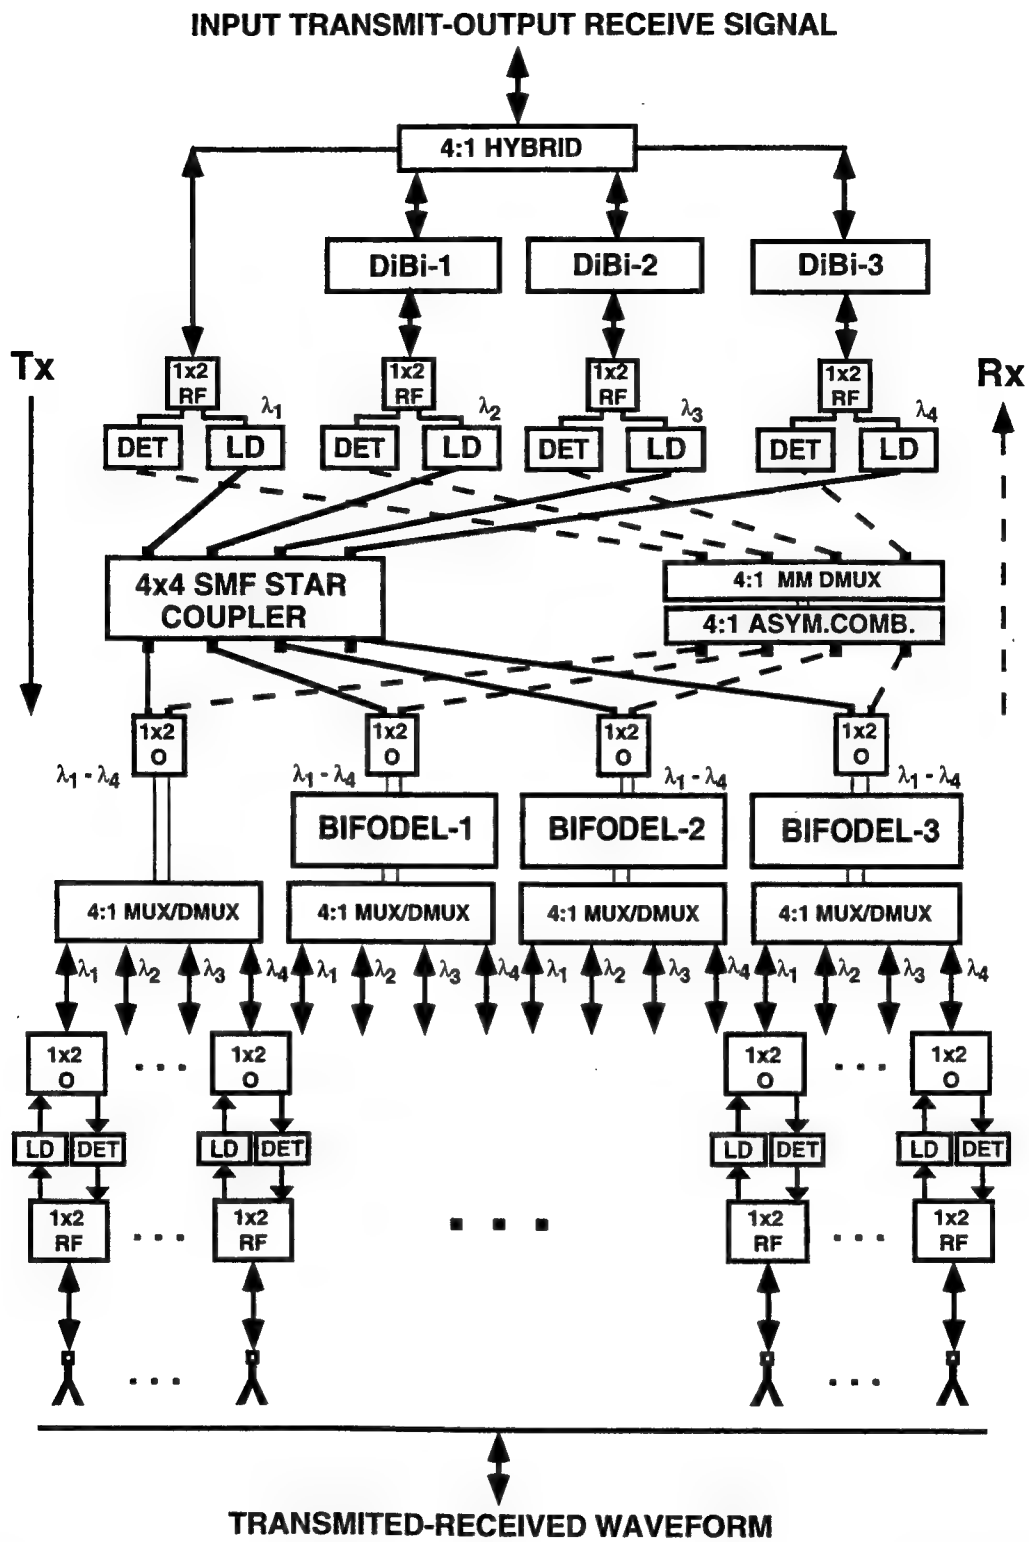 INPUT TRANSMIT-OUTPUT RECEIVE SIGNAL
4:1 HYBRID
DiBi-1
DiBi-2
DiBi-3
Tx
Rx
1x2
RF
1x2
RF
1x2
RF
1x2
RF
λ1
λ2
λ3
λ4
DET
LD
DET
LD
DET
LD
DET
LD
4x4 SMF STAR
COUPLER
4:1 MM DMUX
4:1 ASYM.COMB.
1x2
O
1x2
O
1x2
O
1x2
O
λ1 - λ4
λ1 - λ4
λ1 - λ4
λ1 - λ4
BIFODEL-1
BIFODEL-2
BIFODEL-3
4:1 MUX/DMUX
4:1 MUX/DMUX
4:1 MUX/DMUX
4:1 MUX/DMUX
λ1
λ2
λ3
λ4
λ1
λ2
λ3
λ4
λ1
λ2
λ3
λ4
λ1
λ2
λ3
λ4
1x2
O
. . .
1x2
O
1x2
O
. . .
1x2
O
LD
DET
LD
DET
LD
DET
LD
DET
1x2
RF
. . .
1x2
RF
. . .
1x2
RF
. . .
1x2
RF
. . .
. . .
TRANSMITED-RECEIVED WAVEFORM